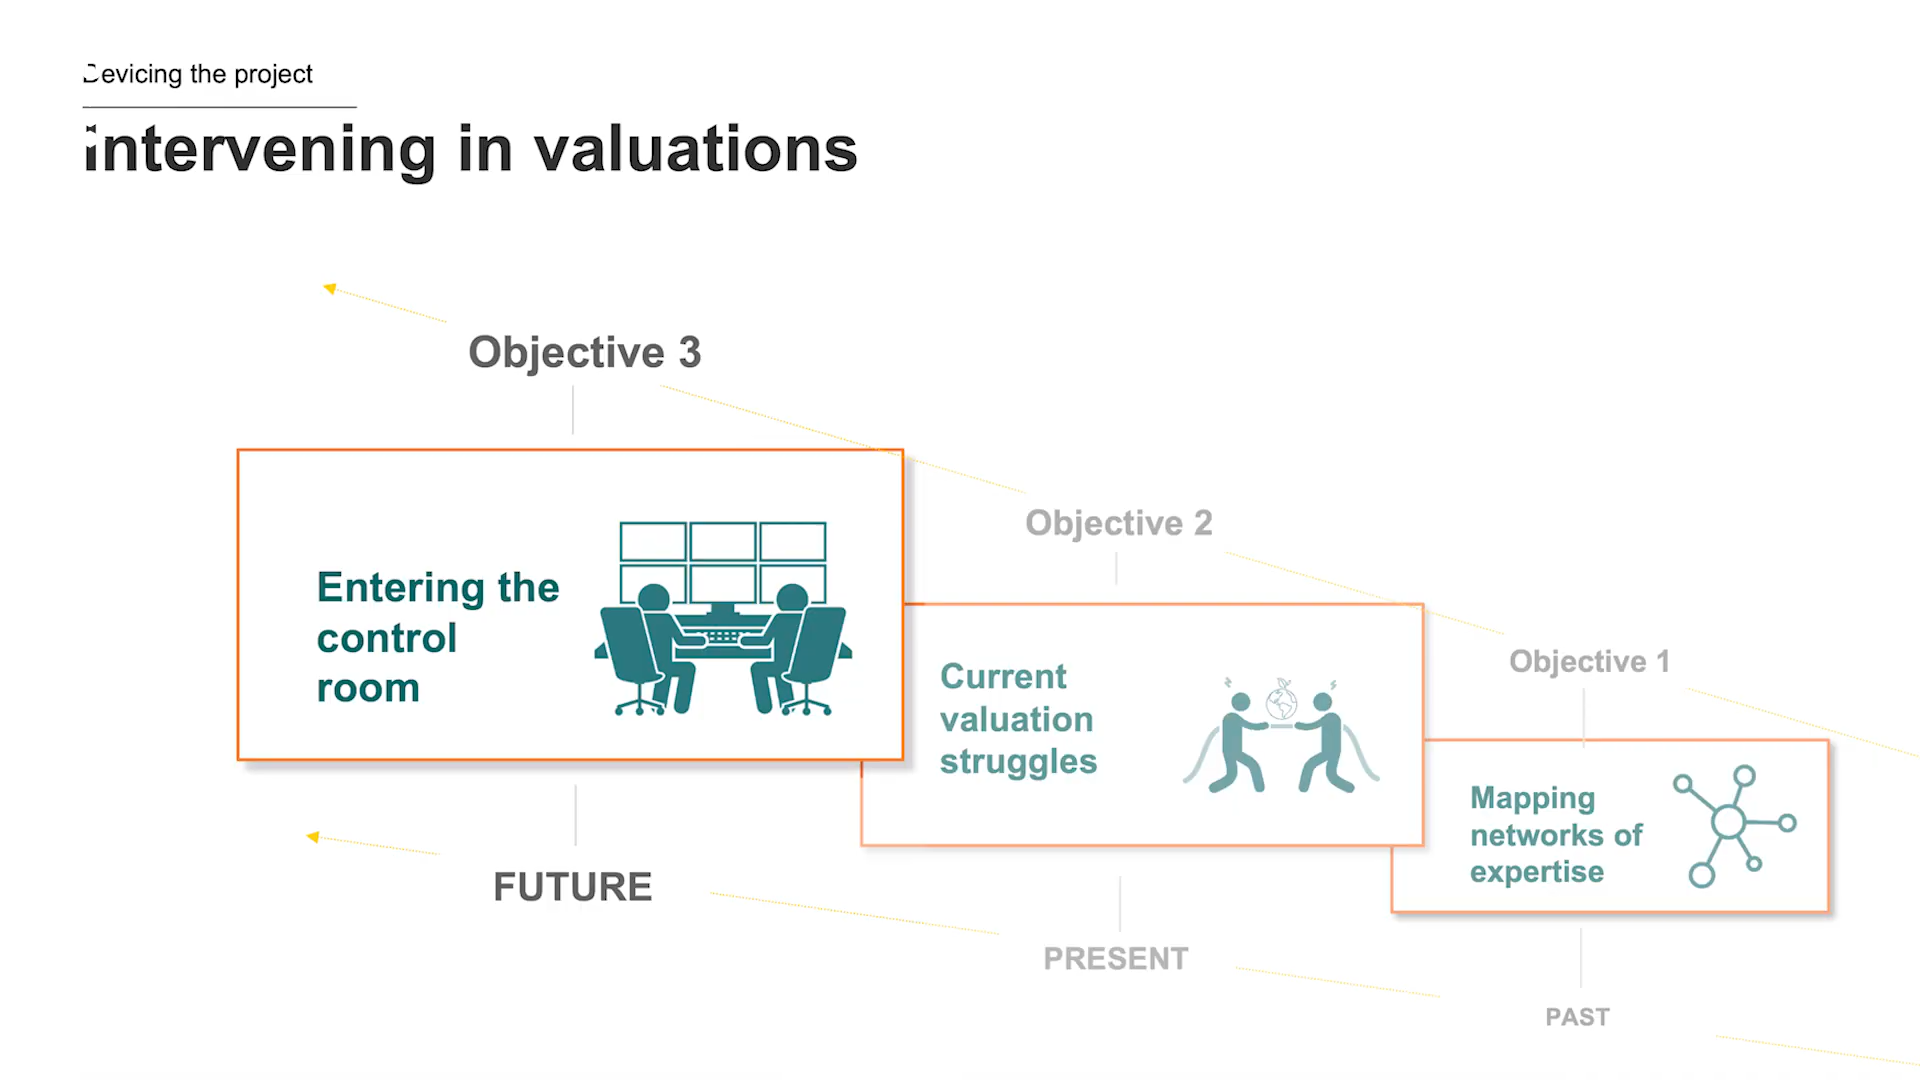 Devicing the project
intervening in valuations
Objective 3
Entering the
control
room
FUTURE
Objective 2
Current
valuation
struggles
PRESENT
Objective 1
Mapping
networks of
expertise
PAST